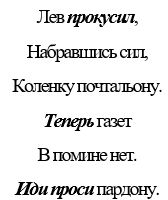 Лев прокусил,
Набравшись сил,
Коленку почтальону.
Теперь газет
В помине нет.
Иди проси пардону.